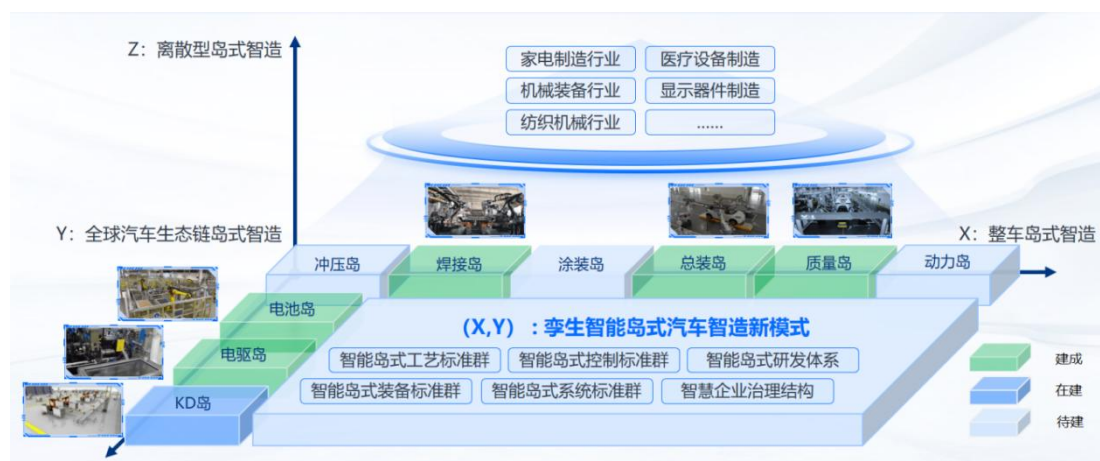 Z：离散型岛式智造
家电制造行业
医疗设备制造
机械装备行业
显示器件制造
纺织机械行业
......
Y：全球汽车生态链岛式智造
X：整车岛式智造
冲压岛
焊接岛
涂装岛
总装岛
质量岛
动力岛
电池岛
电驱岛
KD岛
（X,Y）：孪生智能岛式汽车智造新模式
智能岛式工艺标准群
智能岛式控制标准群
智能岛式研发体系
智能岛式装备标准群
智能岛式系统标准群
智慧企业治理结构
建成
在建
待建